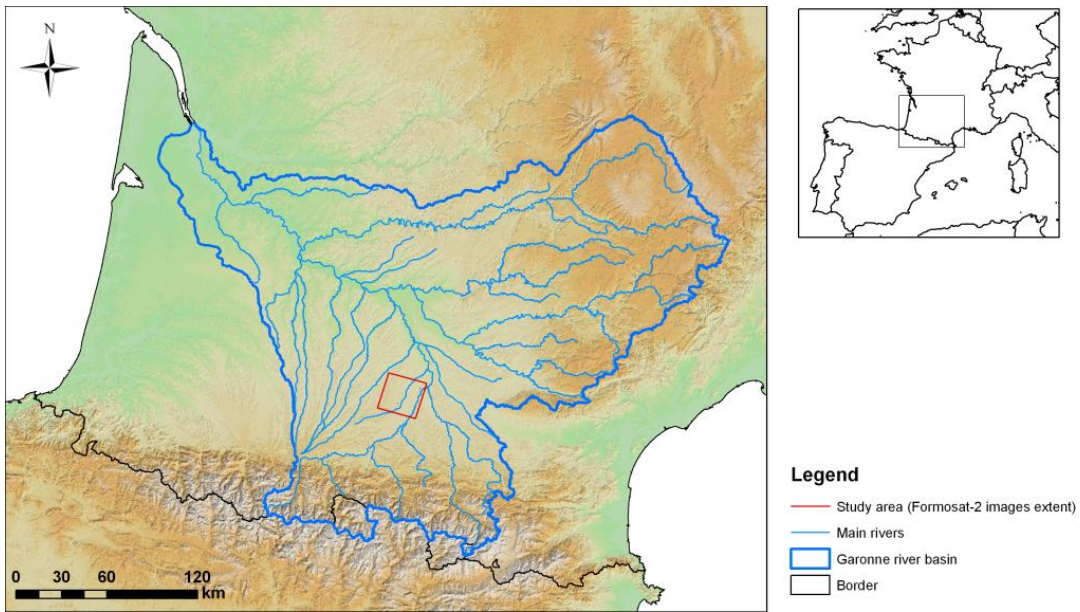 N
0 30 60 120
km
Legend
Study area (Formosat-2 images extent)
Main rivers
Garonne river basin
Border